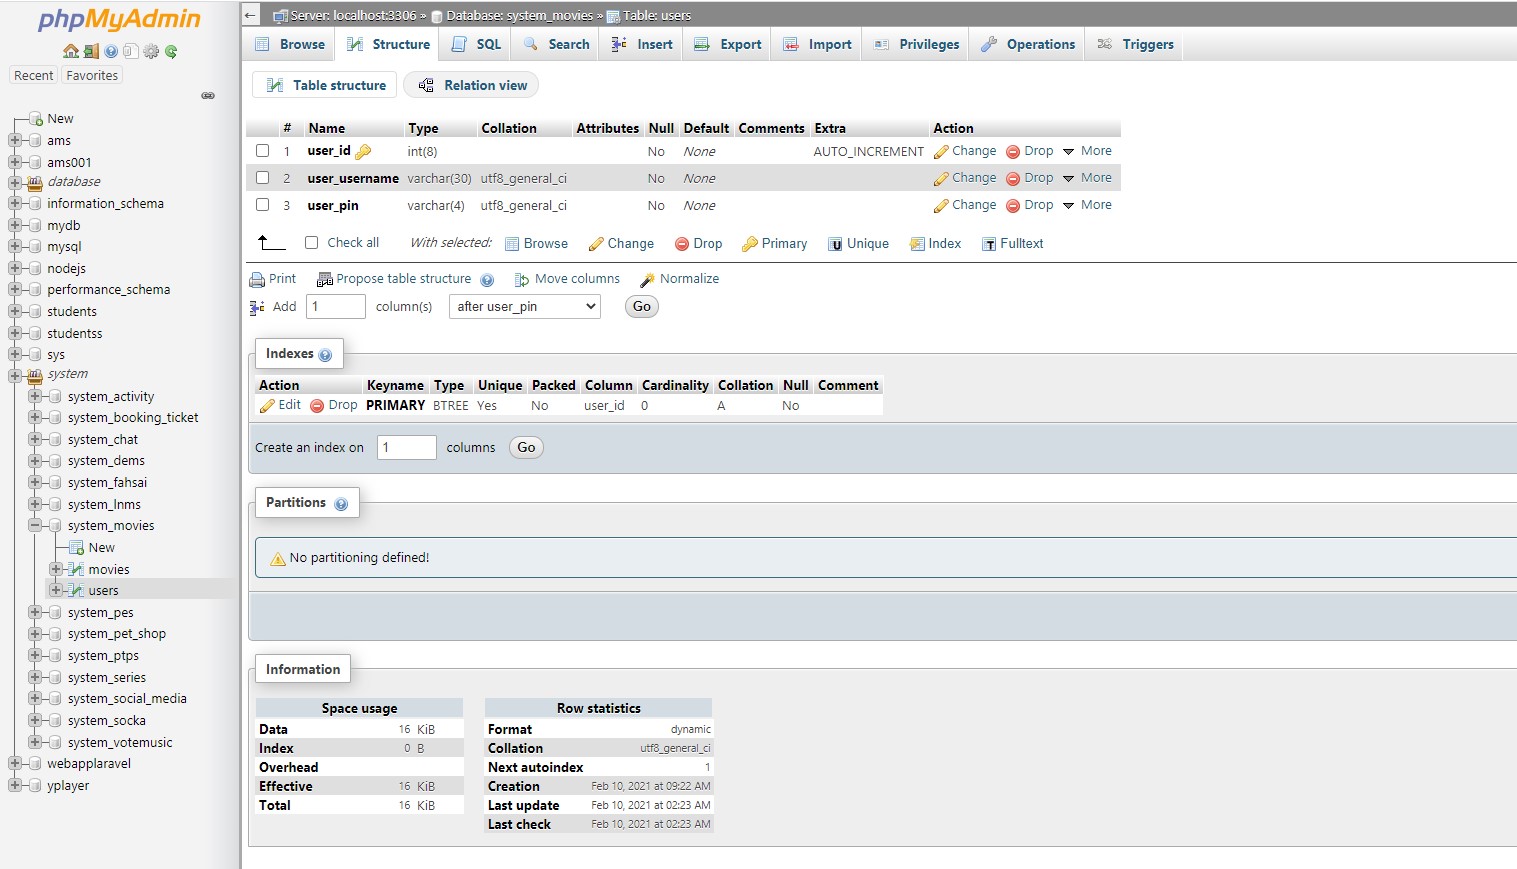 phpMyAdmin
Recent Favorites
New
ams
ams001
database
information_schema
mydb
mysql
nodejs
performance_schema
students
studentss
sys
system
system_activity
system_booking_ticket
system_chat
system_dems
system_fahsai
system_lnms
system_movies
New
movies
users
system_pes
system_pet_shop
system_ptps
system_series
system_social_media
system_socka
system_votemusic
webapplaravel
yplayer
Server: localhost:3306 » Database: system_movies » Table: users
Browse Structure SQL Search Insert Export Import Privileges Operations Triggers
Table structure Relation view
# Name Type Collation Attributes Null Default Comments Extra Action
1 user_id int(8) No None AUTO_INCREMENT Change Drop More
2 user_username varchar(30) utf8_general_ci No None Change Drop More
3 user_pin varchar(4) utf8_general_ci No None Change Drop More
Check all With selected: Browse Change Drop Primary Unique Index Fulltext
Print Propose table structure Move columns Normalize
Add 1 column(s) after user_pin Go
Indexes
Action Keyname Type Unique Packed Column Cardinality Collation Null Comment
Edit Drop PRIMARY BTREE Yes No user_id 0 A No
Create an index on 1 columns Go
Partitions
No partitioning defined!
Information
Space usage
Data 16 KiB
Index 0 B
Overhead
Effective 16 KiB
Total 16 KiB
Row statistics
Format dynamic
Collation utf8_general_ci
Next autoindex 1
Creation Feb 10, 2021 at 09:22 AM
Last update Feb 10, 2021 at 02:23 AM
Last check Feb 10, 2021 at 02:23 AM